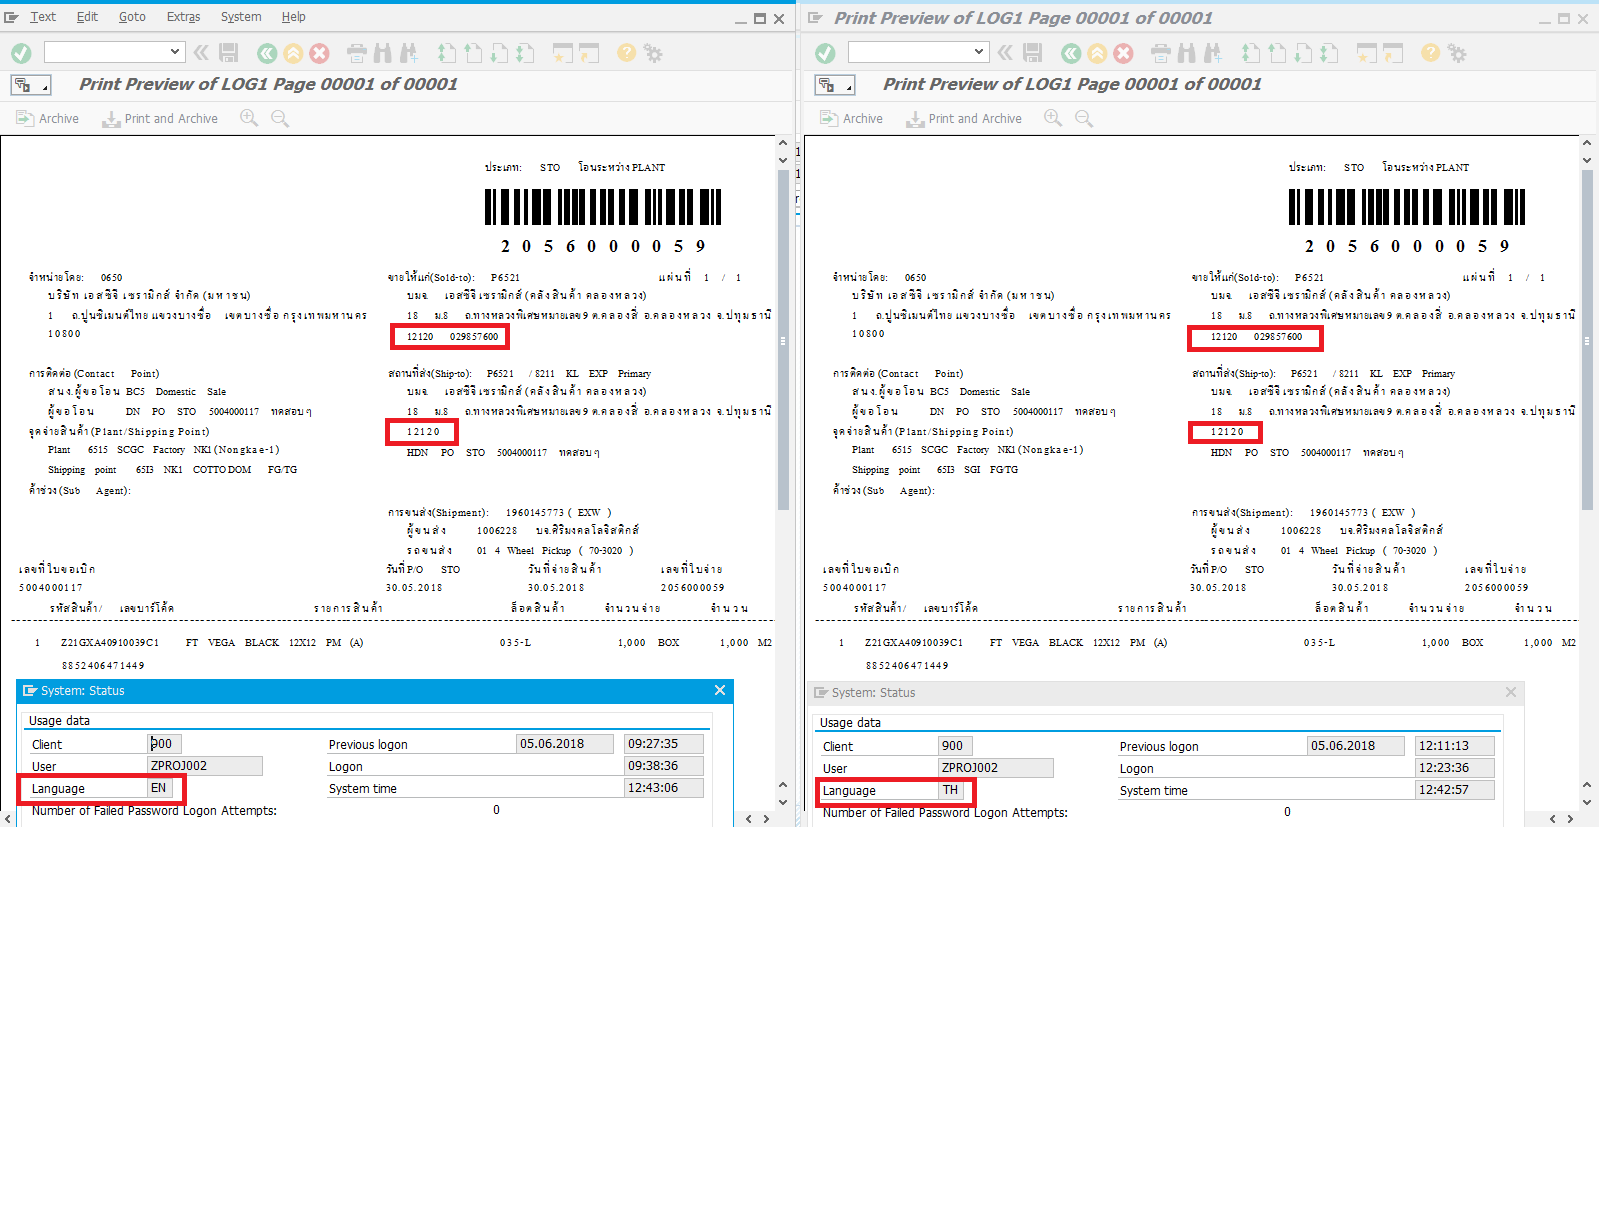 Text Edit Goto Extras System Help
Print Preview of LOG1 Page 00001 of 00001
Archive Print and Archive
ประเภท: STO โอนระหว่าง PLANT
2056000059
จำหน่ายโดย: 0650 ขายให้แก่(Sold-to): P6521 แผ่นที่ 1 / 1
บริษัท เอสซีจี เซรามิกส์ จำกัด (มหาชน) บมจ. เอสซีจี เซรามิกส์ (คลังสินค้า คลองหลวง)
1 ถ.ปูนซิเมนต์ไทย แขวงบางซื่อ เขตบางซื่อ กรุงเทพมหานคร 18 ม.8 ถ.ทางหลวงพิเศษหมายเลข9 ต.คลองสี่ อ.คลองหลวง จ.ปทุมธานี
10800 12120 029857600
การติดต่อ (Contact Point) สถานที่ส่ง(Ship-to): P6521 / 8211 KL EXP Primary
สนง.ผู้ขอโอน BC5 Domestic Sale บมจ. เอสซีจี เซรามิกส์ (คลังสินค้า คลองหลวง)
ผู้ขอโอน DN PO STO 5004000117 ทดสอบๆ 18 ม.8 ถ.ทางหลวงพิเศษหมายเลข9 ต.คลองสี่ อ.คลองหลวง จ.ปทุมธานี
จุดจ่ายสินค้า (Plant/Shipping Point) 12120
Plant 6515 SCGC Factory NK1 (Nongkae-1) HDN PO STO 5004000117 ทดสอบๆ
Shipping point 65I3 NK1 COTTO DOM FG/TG
ค้าช่วง (Sub Agent):
การขนส่ง(Shipment): 1960145773 ( EXW )
ผู้ขนส่ง 1006228 บจ.ศิริมงคลโลจิสติกส์
รถขนส่ง 01 4 Wheel Pickup ( 70-3020 )
เลขที่ใบขอเบิก วันที่ P/O STO วันที่จ่ายสินค้า เลขที่ใบจ่าย
5004000117 30.05.2018 30.05.2018 2056000059
รหัสสินค้า/ เลขบาร์โค้ด รายการสินค้า ล็อตสินค้า จำนวนจ่าย จำนวน
1 Z21GXA40910039C1 FT VEGA BLACK 12X12 PM (A) 035-L 1,000 BOX 1,000 M2
8852406471449
System: Status
Usage data
Client 900 Previous logon 05.06.2018 09:27:35
User ZPROJ002 Logon 09:38:36
Language EN System time 12:43:06
Number of Failed Password Logon Attempts: 0
Print Preview of LOG1 Page 00001 of 00001
Print Preview of LOG1 Page 00001 of 00001
Archive Print and Archive
ประเภท: STO โอนระหว่าง PLANT
2056000059
จำหน่ายโดย: 0650 ขายให้แก่(Sold-to): P6521 แผ่นที่ 1 / 1
บริษัท เอสซีจี เซรามิกส์ จำกัด (มหาชน) บมจ. เอสซีจี เซรามิกส์ (คลังสินค้า คลองหลวง)
1 ถ.ปูนซิเมนต์ไทย แขวงบางซื่อ เขตบางซื่อ กรุงเทพมหานคร 18 ม.8 ถ.ทางหลวงพิเศษหมายเลข9 ต.คลองสี่ อ.คลองหลวง จ.ปทุมธานี
10800 12120 029857600
การติดต่อ (Contact Point) สถานที่ส่ง(Ship-to): P6521 / 8211 KL EXP Primary
สนง.ผู้ขอโอน BC5 Domestic Sale บมจ. เอสซีจี เซรามิกส์ (คลังสินค้า คลองหลวง)
ผู้ขอโอน DN PO STO 5004000117 ทดสอบๆ 18 ม.8 ถ.ทางหลวงพิเศษหมายเลข9 ต.คลองสี่ อ.คลองหลวง จ.ปทุมธานี
จุดจ่ายสินค้า (Plant/Shipping Point) 12120
Plant 6515 SCGC Factory NK1 (Nongkae-1) HDN PO STO 5004000117 ทดสอบๆ
Shipping point 65I3 SGI FG/TG
ค้าช่วง (Sub Agent):
การขนส่ง(Shipment): 1960145773 ( EXW )
ผู้ขนส่ง 1006228 บจ.ศิริมงคลโลจิสติกส์
รถขนส่ง 01 4 Wheel Pickup ( 70-3020 )
เลขที่ใบขอเบิก วันที่ P/O STO วันที่จ่ายสินค้า เลขที่ใบจ่าย
5004000117 30.05.2018 30.05.2018 2056000059
รหัสสินค้า/ เลขบาร์โค้ด รายการสินค้า ล็อตสินค้า จำนวนจ่าย จำนวน
1 Z21GXA40910039C1 FT VEGA BLACK 12X12 PM (A) 035-L 1,000 BOX 1,000 M2
8852406471449
System: Status
Usage data
Client 900 Previous logon 05.06.2018 12:11:13
User ZPROJ002 Logon 12:23:36
Language TH System time 12:42:57
Number of Failed Password Logon Attempts: 0